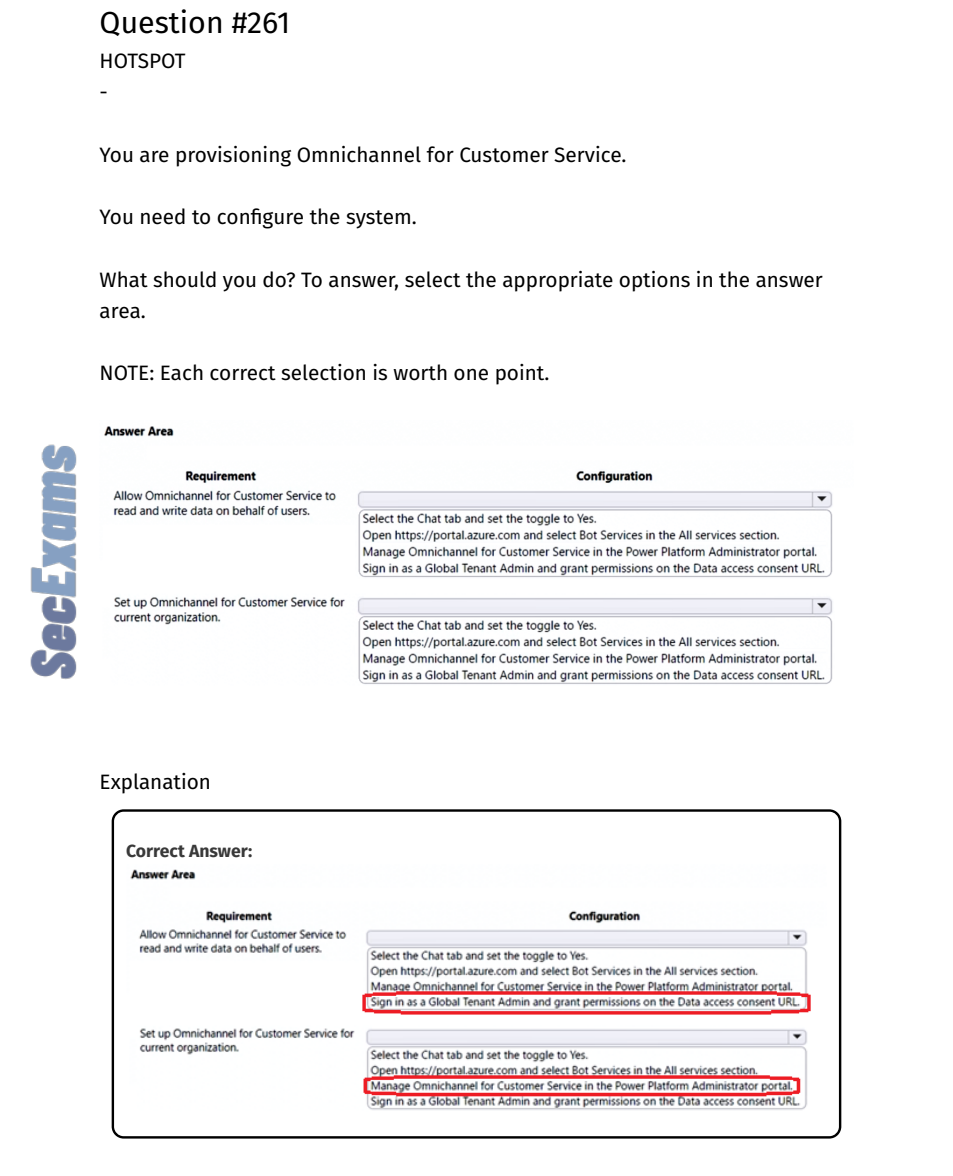 Question #261
HOTSPOT
-
You are provisioning Omnichannel for Customer Service.
You need to configure the system.
What should you do? To answer, select the appropriate options in the answer
area.
NOTE: Each correct selection is worth one point.
SecExams
Answer Area
Requirement Configuration
Allow Omnichannel for Customer Service to
read and write data on behalf of users.
Select the Chat tab and set the toggle to Yes.
Open https://portal.azure.com and select Bot Services in the All services section.
Manage Omnichannel for Customer Service in the Power Platform Administrator portal.
Sign in as a Global Tenant Admin and grant permissions on the Data access consent URL.
Set up Omnichannel for Customer Service for
current organization.
Select the Chat tab and set the toggle to Yes.
Open https://portal.azure.com and select Bot Services in the All services section.
Manage Omnichannel for Customer Service in the Power Platform Administrator portal.
Sign in as a Global Tenant Admin and grant permissions on the Data access consent URL.
Explanation
Correct Answer:
Answer Area
Requirement Configuration
Allow Omnichannel for Customer Service to
read and write data on behalf of users.
Select the Chat tab and set the toggle to Yes.
Open https://portal.azure.com and select Bot Services in the All services section.
Manage Omnichannel for Customer Service in the Power Platform Administrator portal.
Sign in as a Global Tenant Admin and grant permissions on the Data access consent URL.
Set up Omnichannel for Customer Service for
current organization.
Select the Chat tab and set the toggle to Yes.
Open https://portal.azure.com and select Bot Services in the All services section.
Manage Omnichannel for Customer Service in the Power Platform Administrator portal.
Sign in as a Global Tenant Admin and grant permissions on the Data access consent URL.